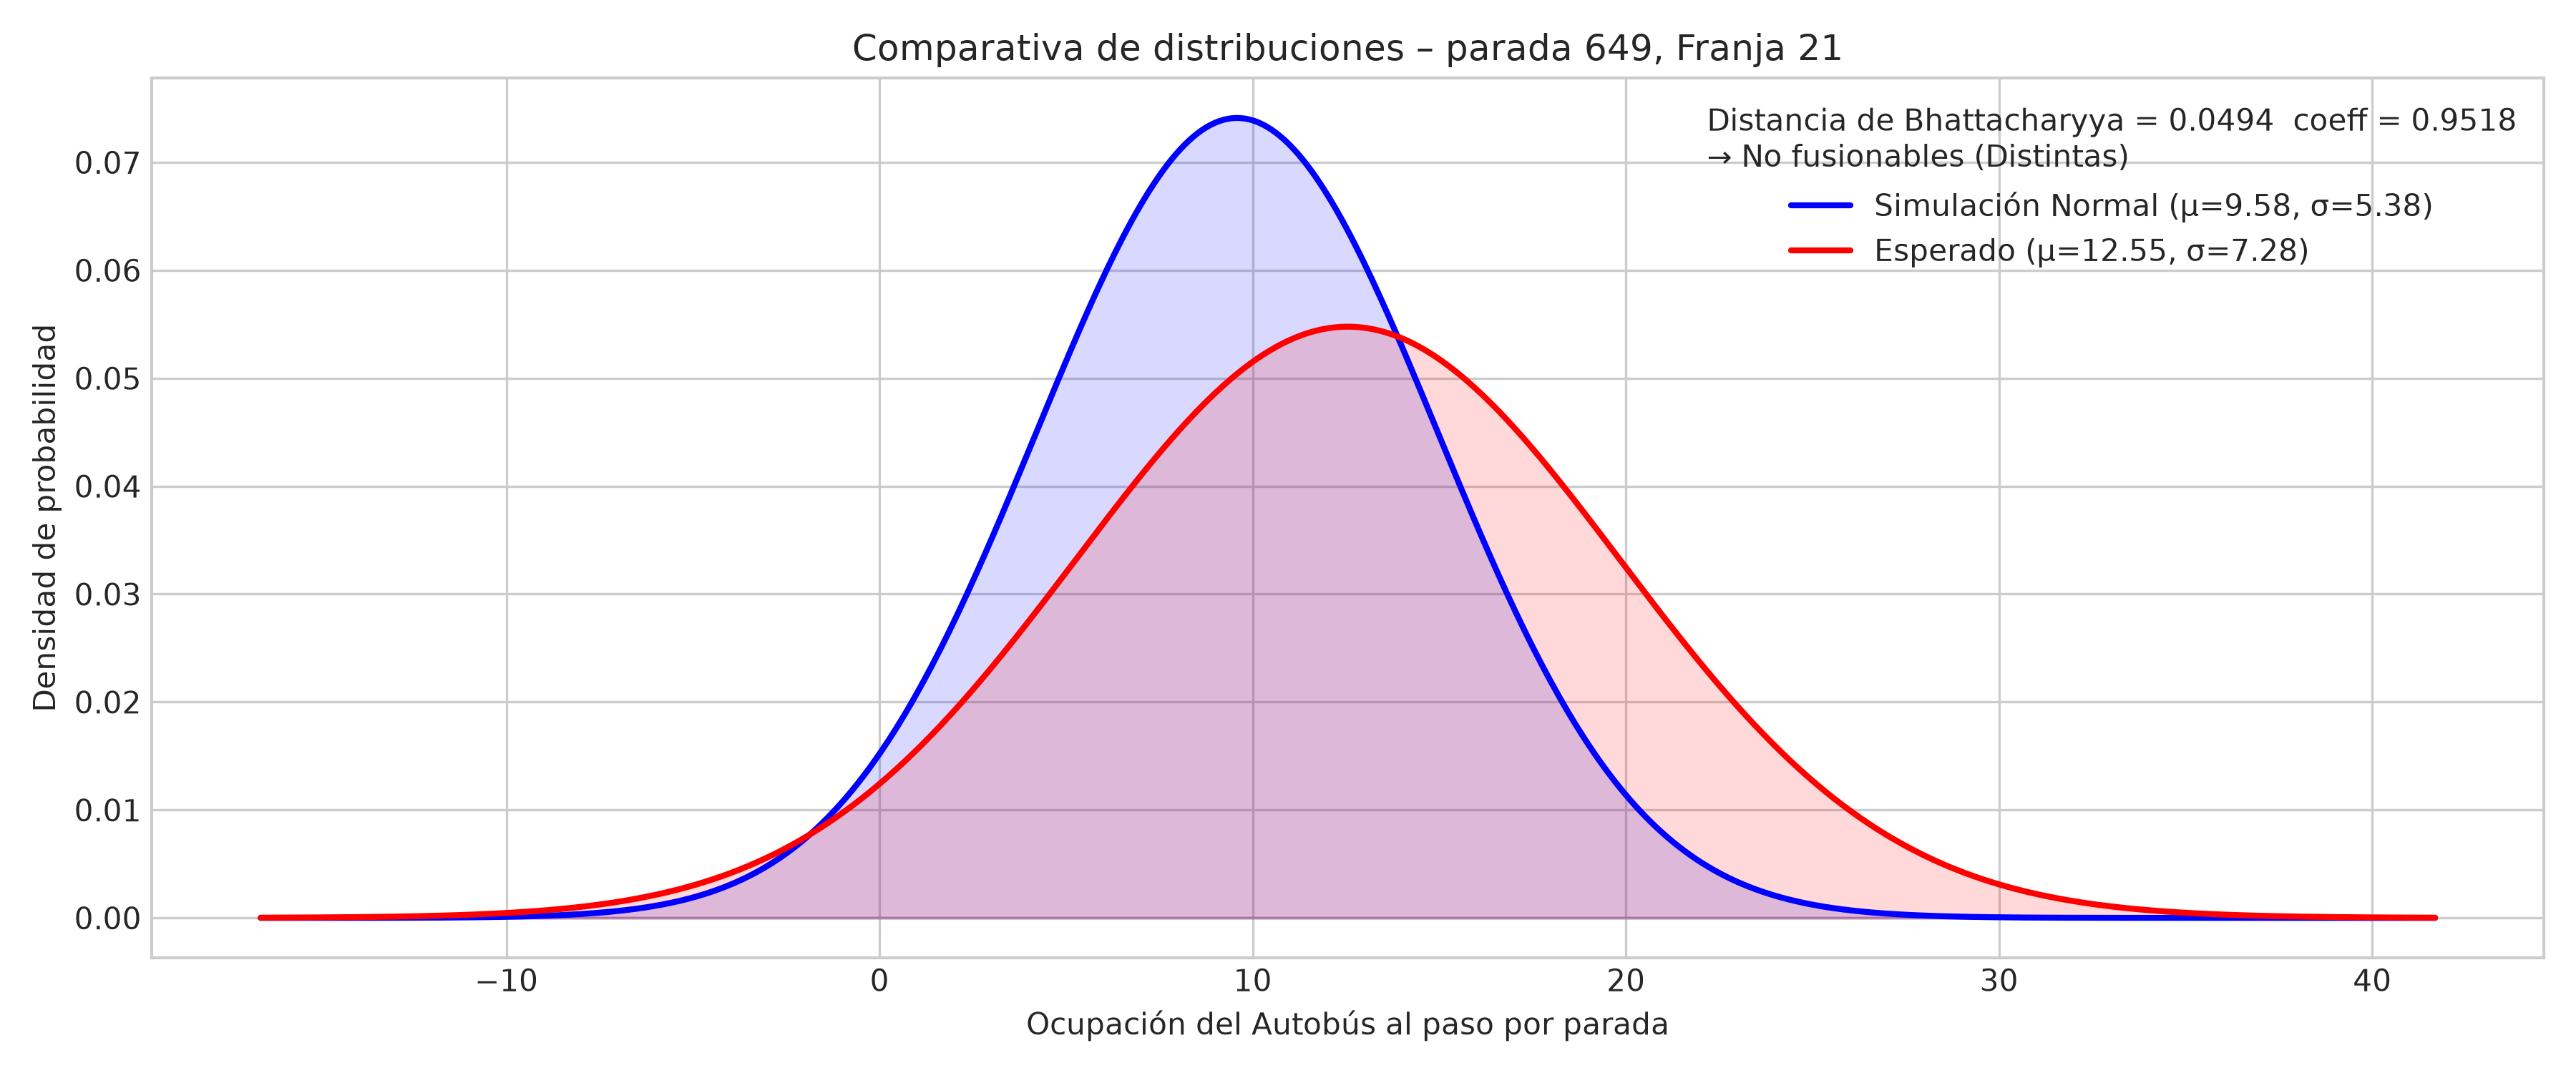 Comparativa de distribuciones – parada 649, Franja 21
Distancia de Bhattacharyya = 0.0494  coeff = 0.9518
→ No fusionables (Distintas)
Simulación Normal (μ=9.58, σ=5.38)
Esperado (μ=12.55, σ=7.28)
Densidad de probabilidad
0.07
0.06
0.05
0.04
0.03
0.02
0.01
0.00
−10
0
10
20
30
40
Ocupación del Autobús al paso por parada